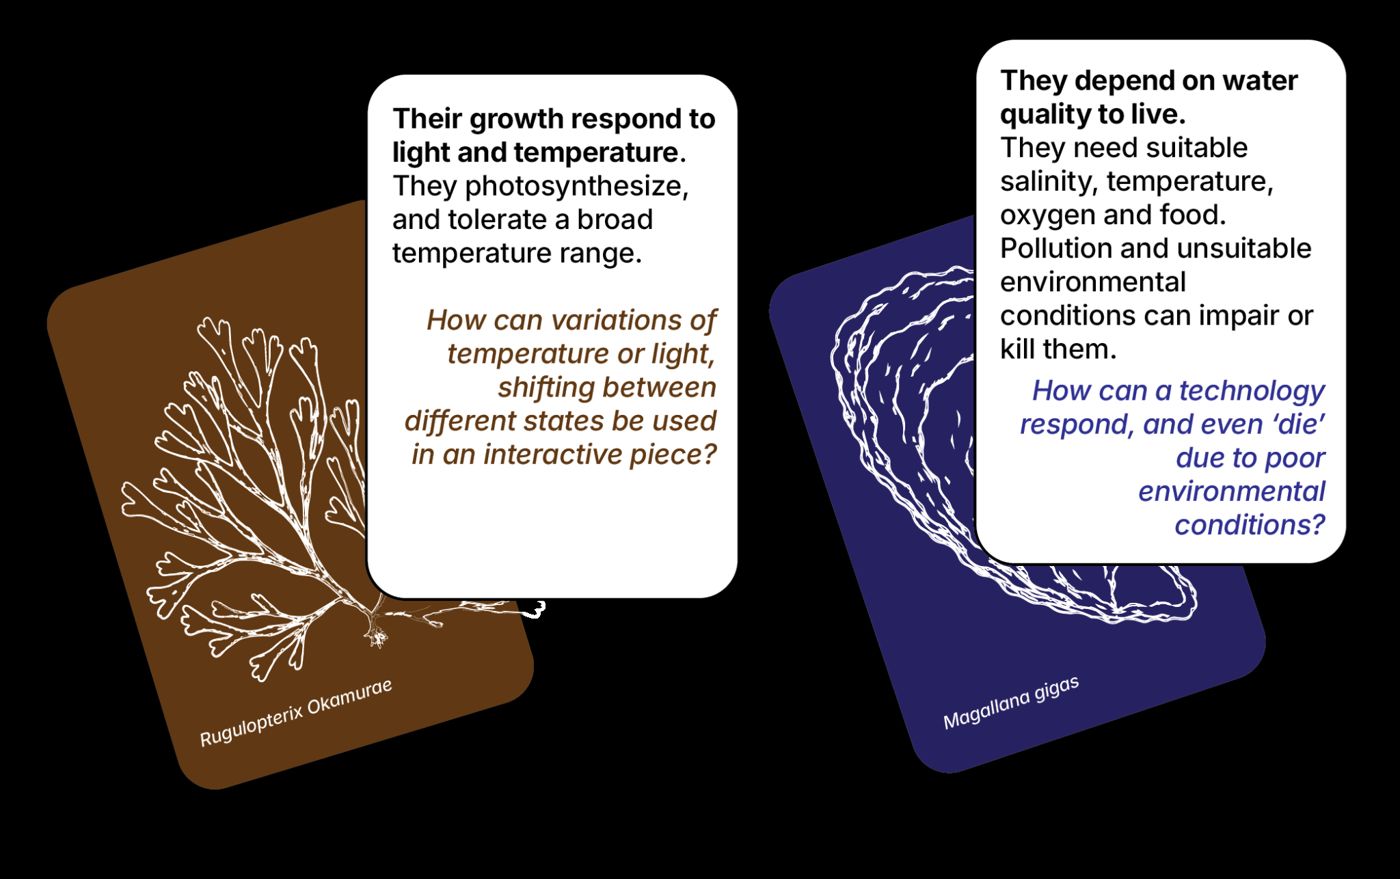 Their growth respond to
light and temperature.
They photosynthesize,
and tolerate a broad
temperature range.
How can variations of
temperature or light,
shifting between
different states be used
in an interactive piece?
Rugulopterix Okamurae
They depend on water
quality to live.
They need suitable
salinity, temperature,
oxygen and food.
Pollution and unsuitable
environmental
conditions can impair or
kill them.
How can a technology
respond, and even ‘die’
due to poor
environmental
conditions?
Magallana gigas